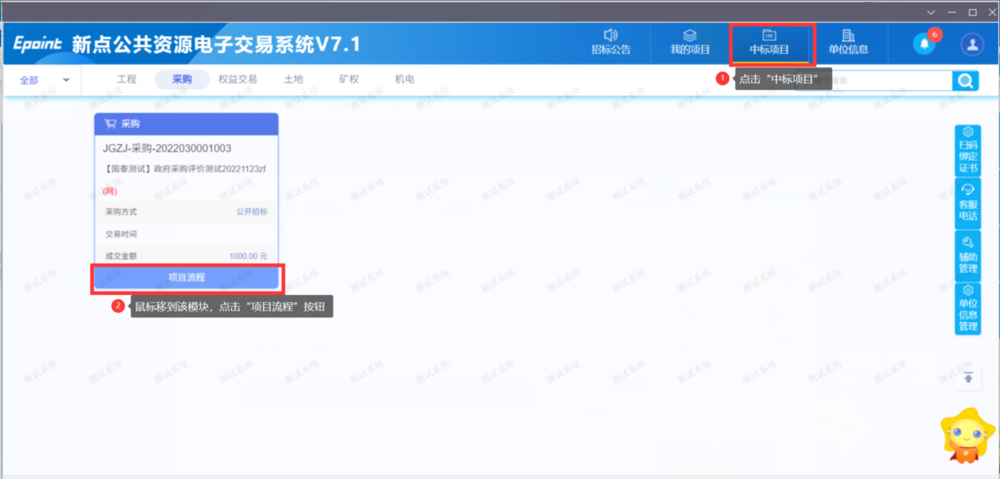 Epoint 新点公共资源电子交易系统V7.1
招标公告
我的项目
中标项目
单位信息
6
全部
工程
采购
权益交易
土地
矿权
机电
1
点击“中标项目”
搜索
采购
JGZJ-采购-2022030001003
【国泰测试】政府采购评价测试20221123zf
(网)
采购方式 公开招标
交易时间
成交金额 1000.00 元
项目流程
2
鼠标移到该模块，点击“项目流程”按钮
扫码
绑定
证书
客服
电话
辅助
管理
单位
信息
管理
测试系统